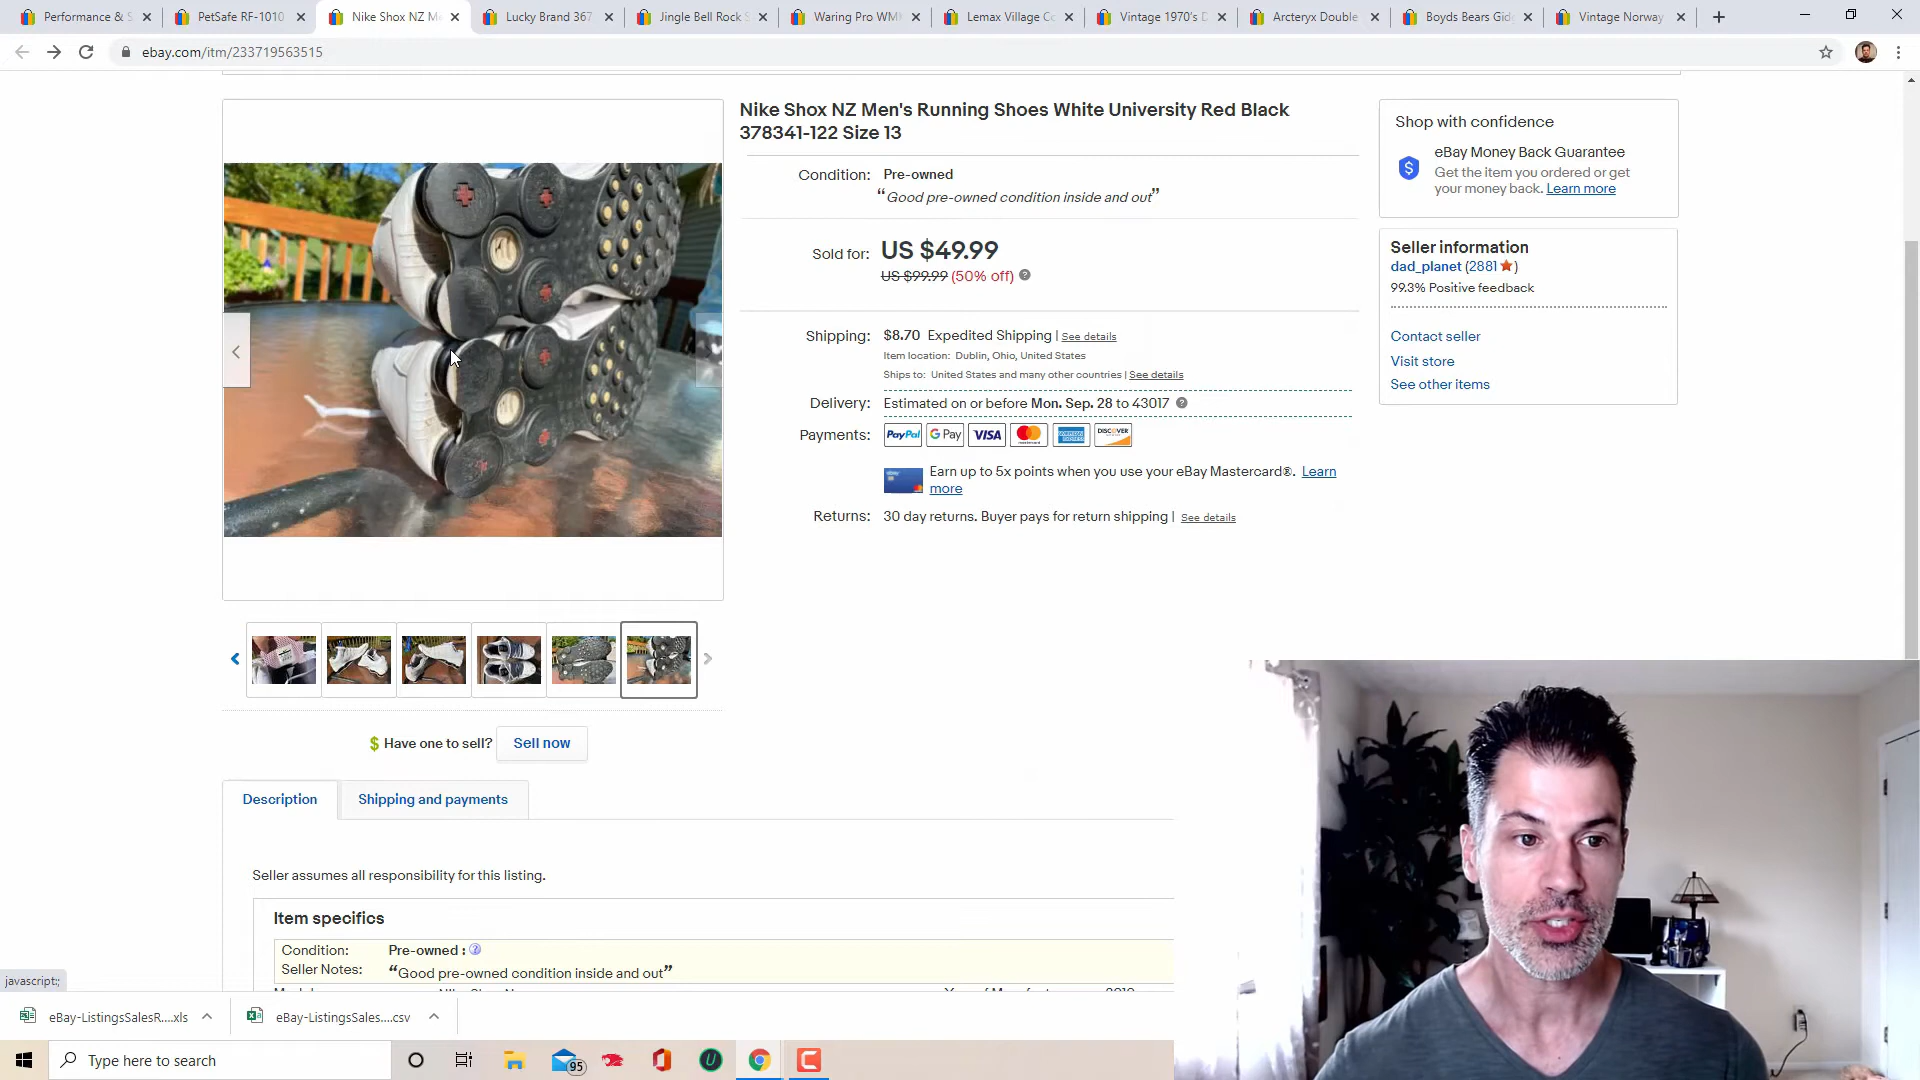 Performance & S
PetSafe RF-1010
Nike Shox NZ Me
Lucky Brand 367
Jingle Bell Rock S
Waring Pro WM
Lemax Village Co
Vintage 1970's D
Arcteryx Double
Boyds Bears Gid
Vintage Norway
ebay.com/itm/233719563515
Nike Shox NZ Men's Running Shoes White University Red Black
378341-122 Size 13
Condition: Pre-owned
“Good pre-owned condition inside and out”
Sold for: US $49.99
US $99.99 (50% off)
Shipping: $8.70 Expedited Shipping | See details
Item location: Dublin, Ohio, United States
Ships to: United States and many other countries | See details
Delivery: Estimated on or before Mon. Sep. 28 to 43017
Payments: PayPal G Pay VISA DISCOVER
Earn up to 5x points when you use your eBay Mastercard®. Learn
more
Returns: 30 day returns. Buyer pays for return shipping | See details
Shop with confidence
eBay Money Back Guarantee
Get the item you ordered or get
your money back. Learn more
Seller information
dad_planet (2881)
99.3% Positive feedback
Contact seller
Visit store
See other items
$ Have one to sell? Sell now
Description
Shipping and payments
Seller assumes all responsibility for this listing.
Item specifics
Condition: Pre-owned :
Seller Notes: “Good pre-owned condition inside and out”
javascript:;
eBay-ListingsSalesR....xls
eBay-ListingsSales....csv
Type here to search
95